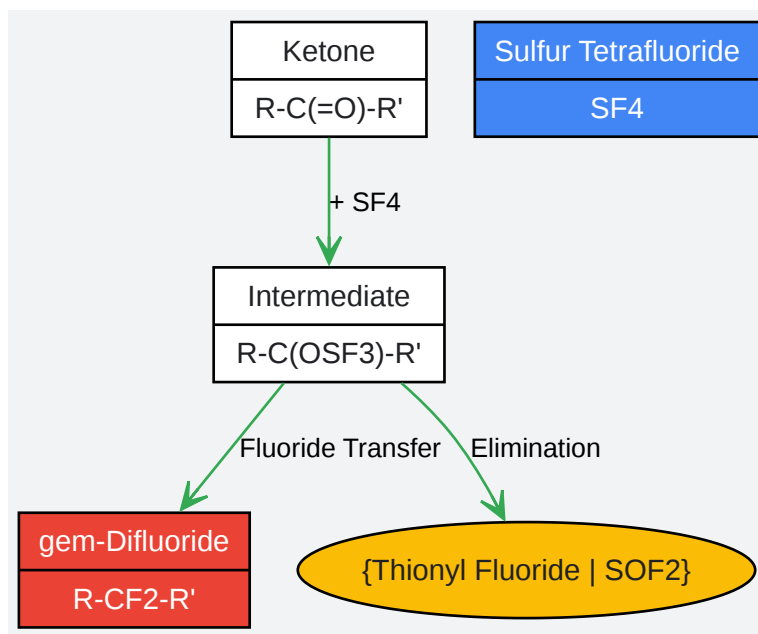 Ketone
R-C(=O)-R'
Sulfur Tetrafluoride
SF4
+ SF4
Intermediate
R-C(OSF3)-R'
Fluoride Transfer
Elimination
gem-Difluoride
R-CF2-R'
{Thionyl Fluoride | SOF2}